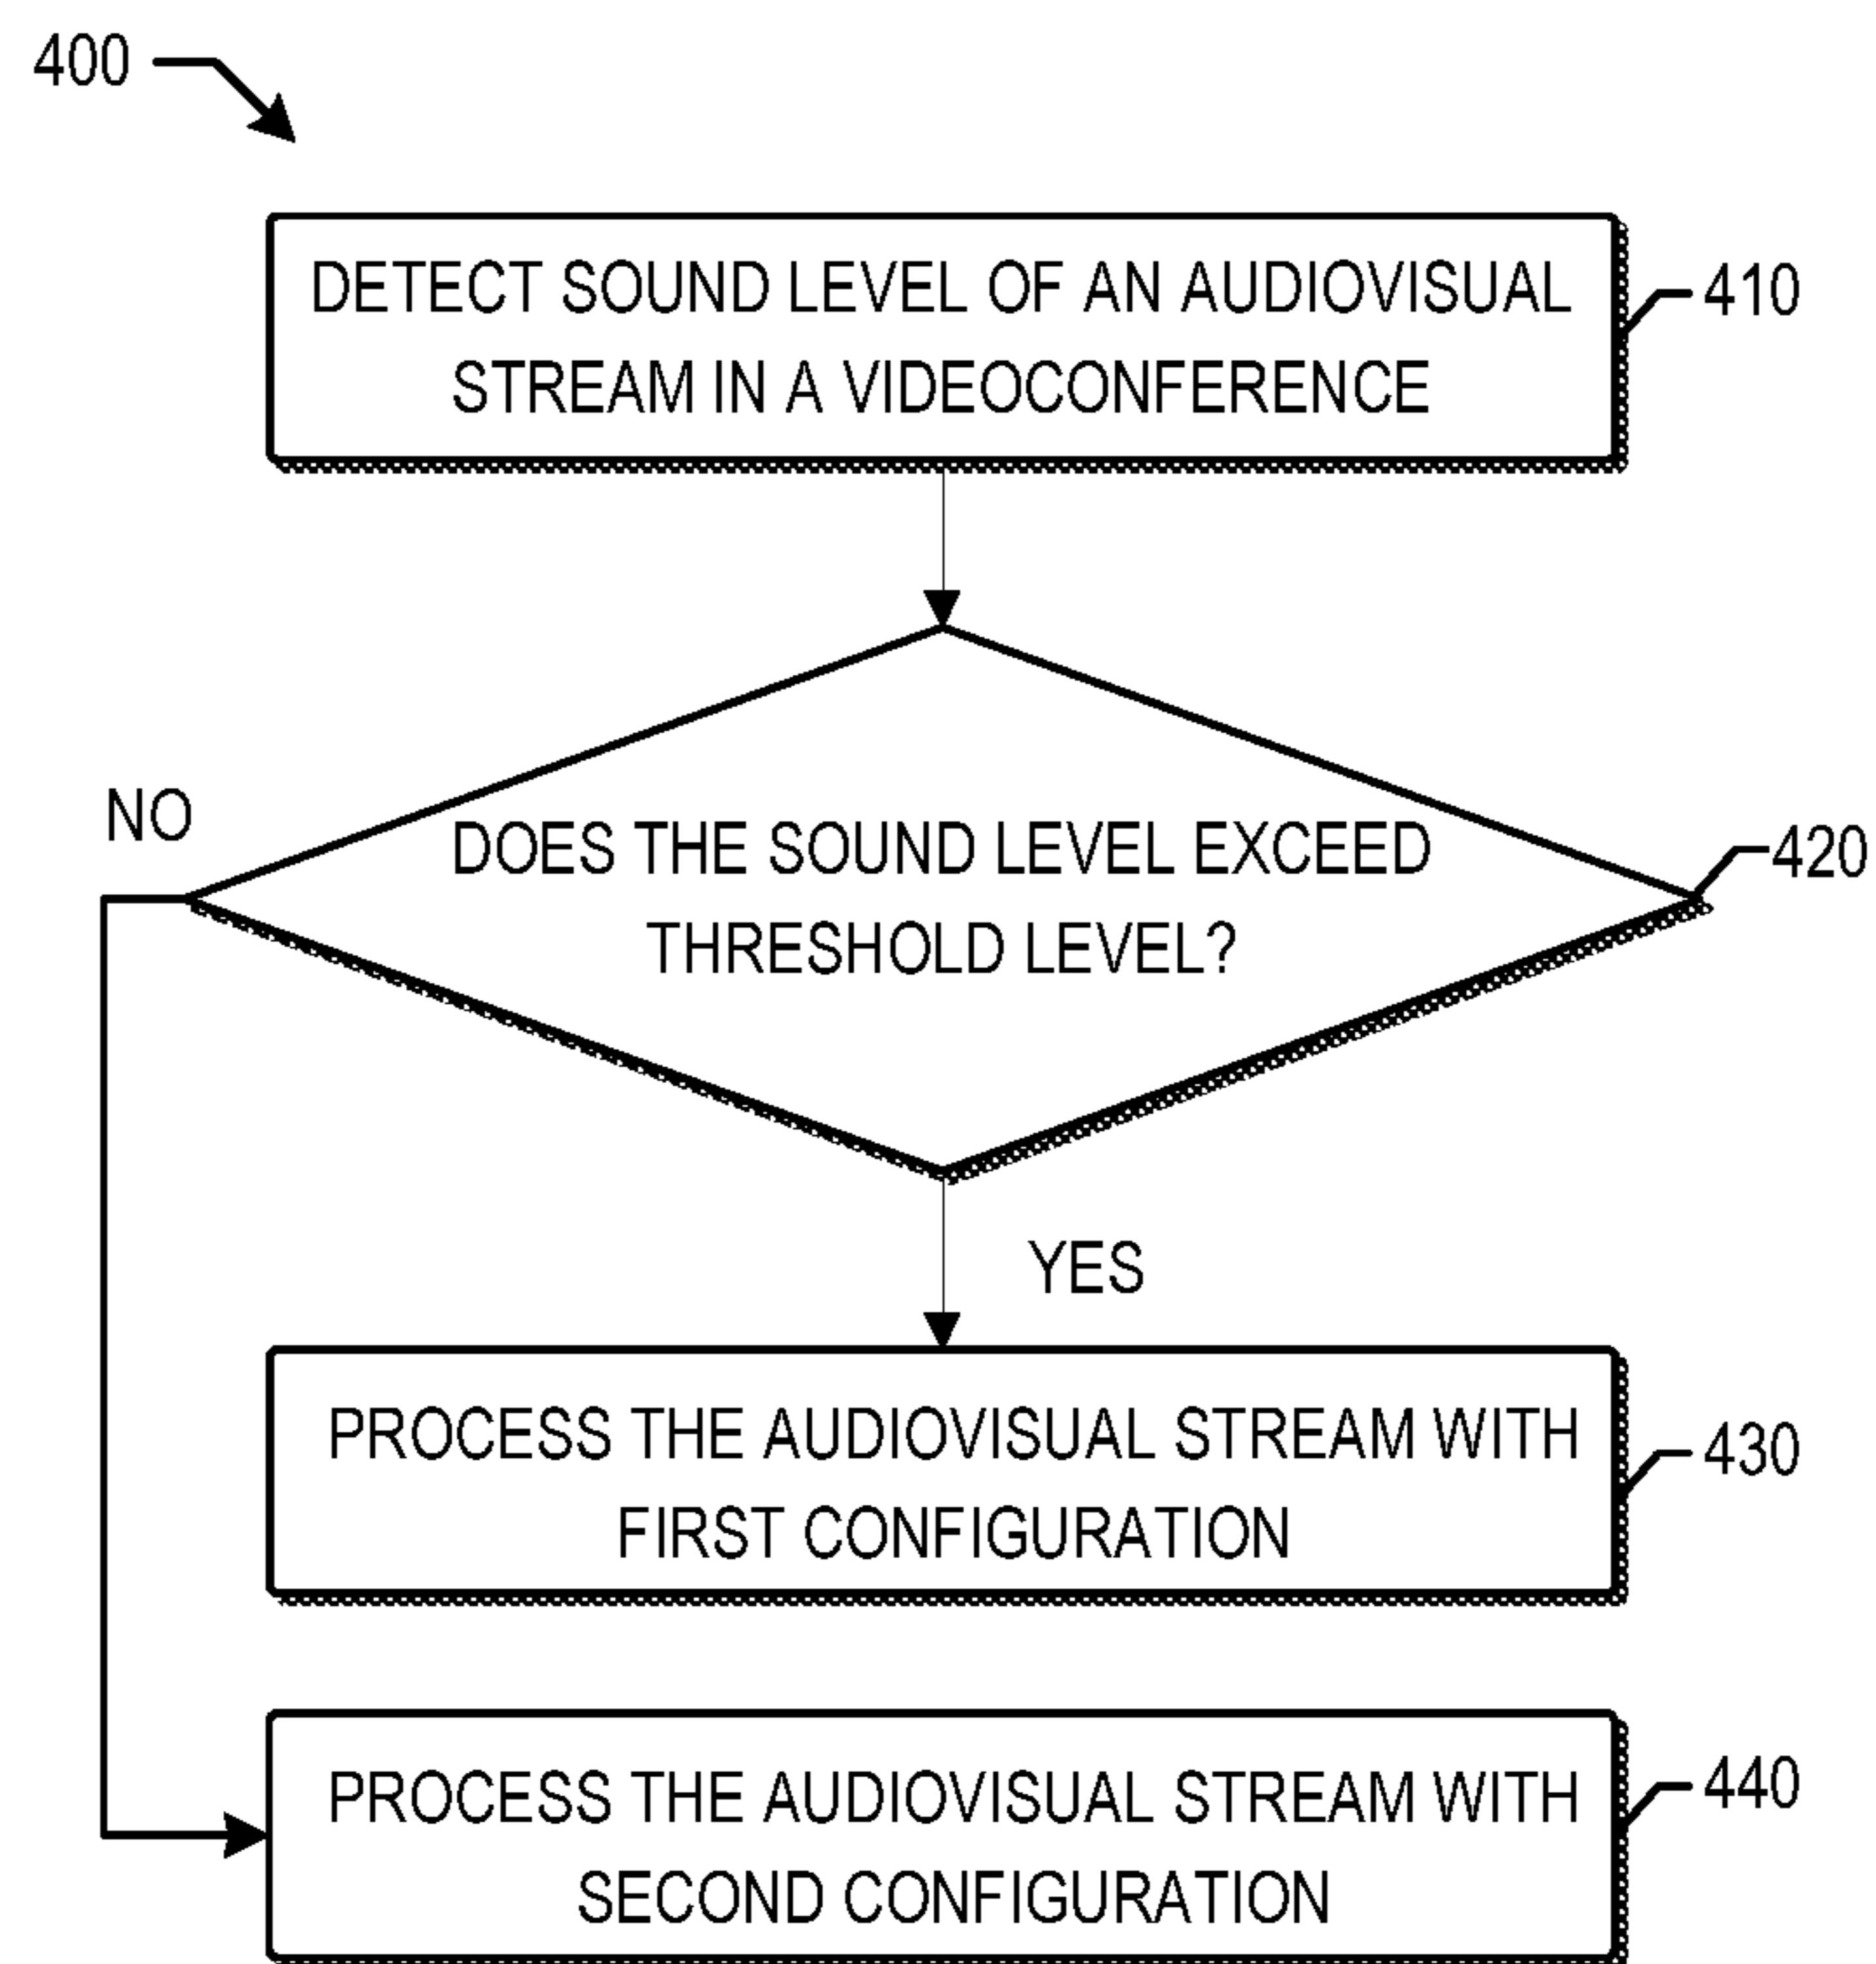 400
DETECT SOUND LEVEL OF AN AUDIOVISUAL
STREAM IN A VIDEOCONFERENCE
410
NO
DOES THE SOUND LEVEL EXCEED
THRESHOLD LEVEL?
420
YES
PROCESS THE AUDIOVISUAL STREAM WITH
FIRST CONFIGURATION
430
PROCESS THE AUDIOVISUAL STREAM WITH
SECOND CONFIGURATION
440